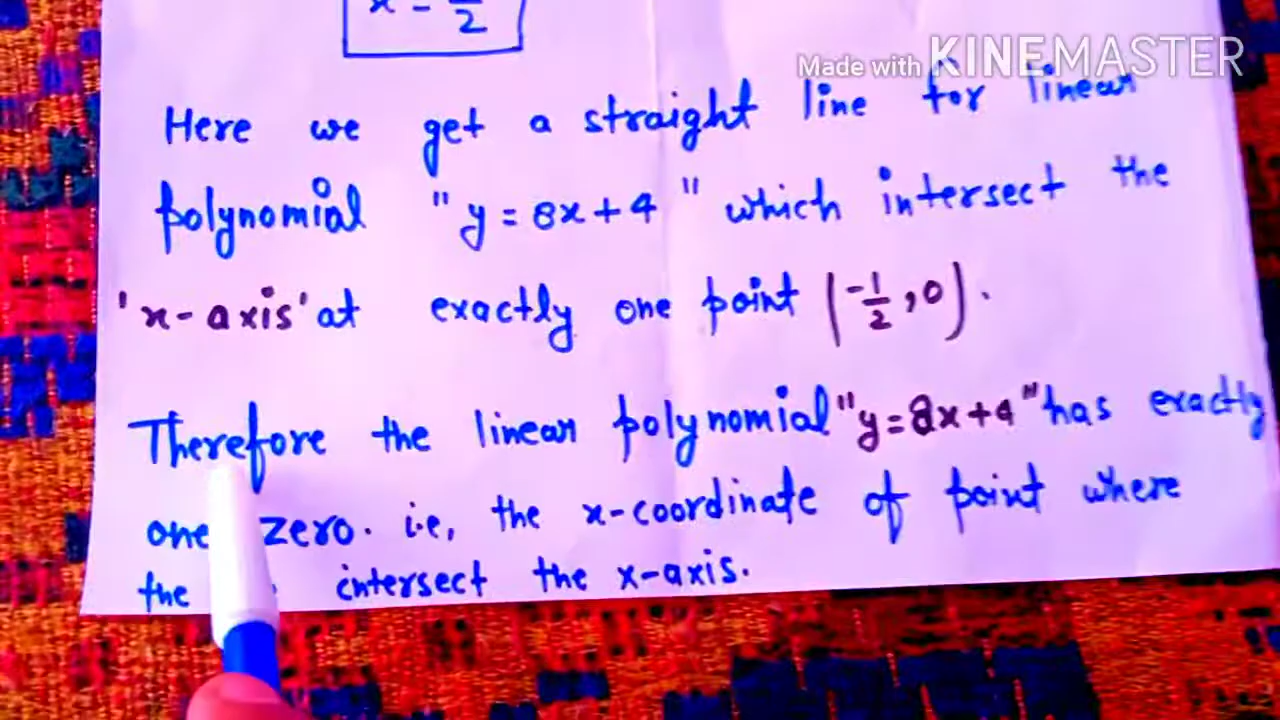 Made with KINEMASTER
2
Here we get a straight line for linear
polynomial "y = 8x + 4" which intersect the
'x-axis' at exactly one point (-1/2, 0).
Therefore the linear polynomial "y = 8x + 4" has exactly
one zero. i.e, the x-coordinate of point where
the intersect the x-axis.